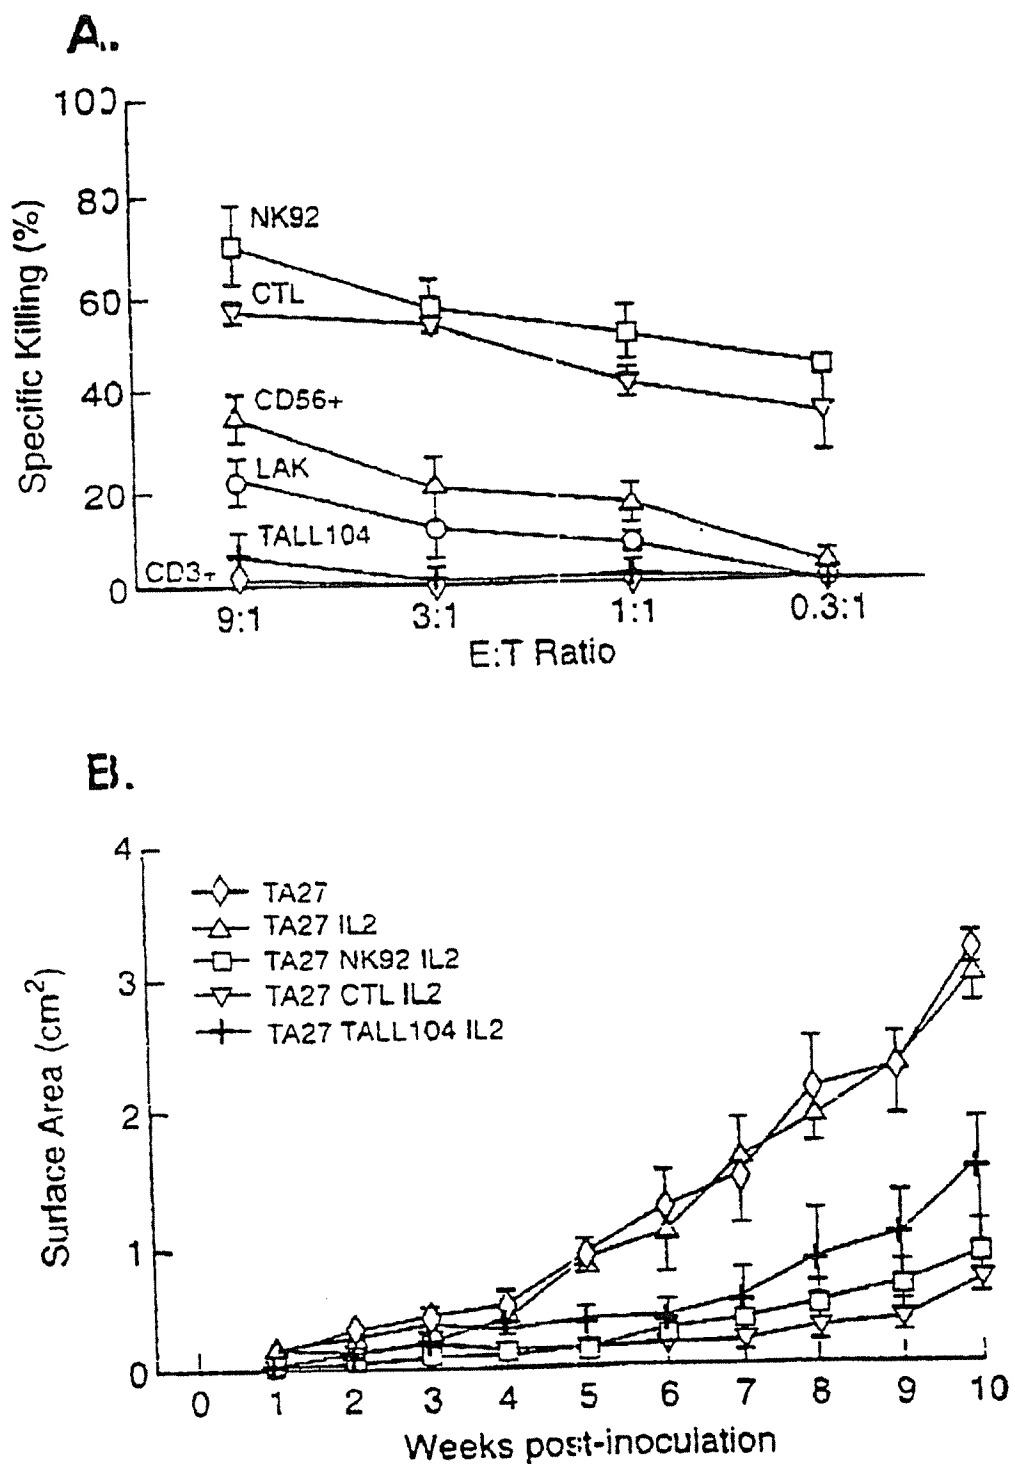 A.
100
80
60
40
20
0
Specific Killing (%)
NK92
CTL
CD56+
LAK
TALL104
CD3+
9:1
3:1
1:1
0.3:1
E:T Ratio
B.
4
3
2
1
0
Surface Area (cm²)
TA27
TA27 IL2
TA27 NK92 IL2
TA27 CTL IL2
TA27 TALL104 IL2
0 1 2 3 4 5 6 7 8 9 10
Weeks post-inoculation